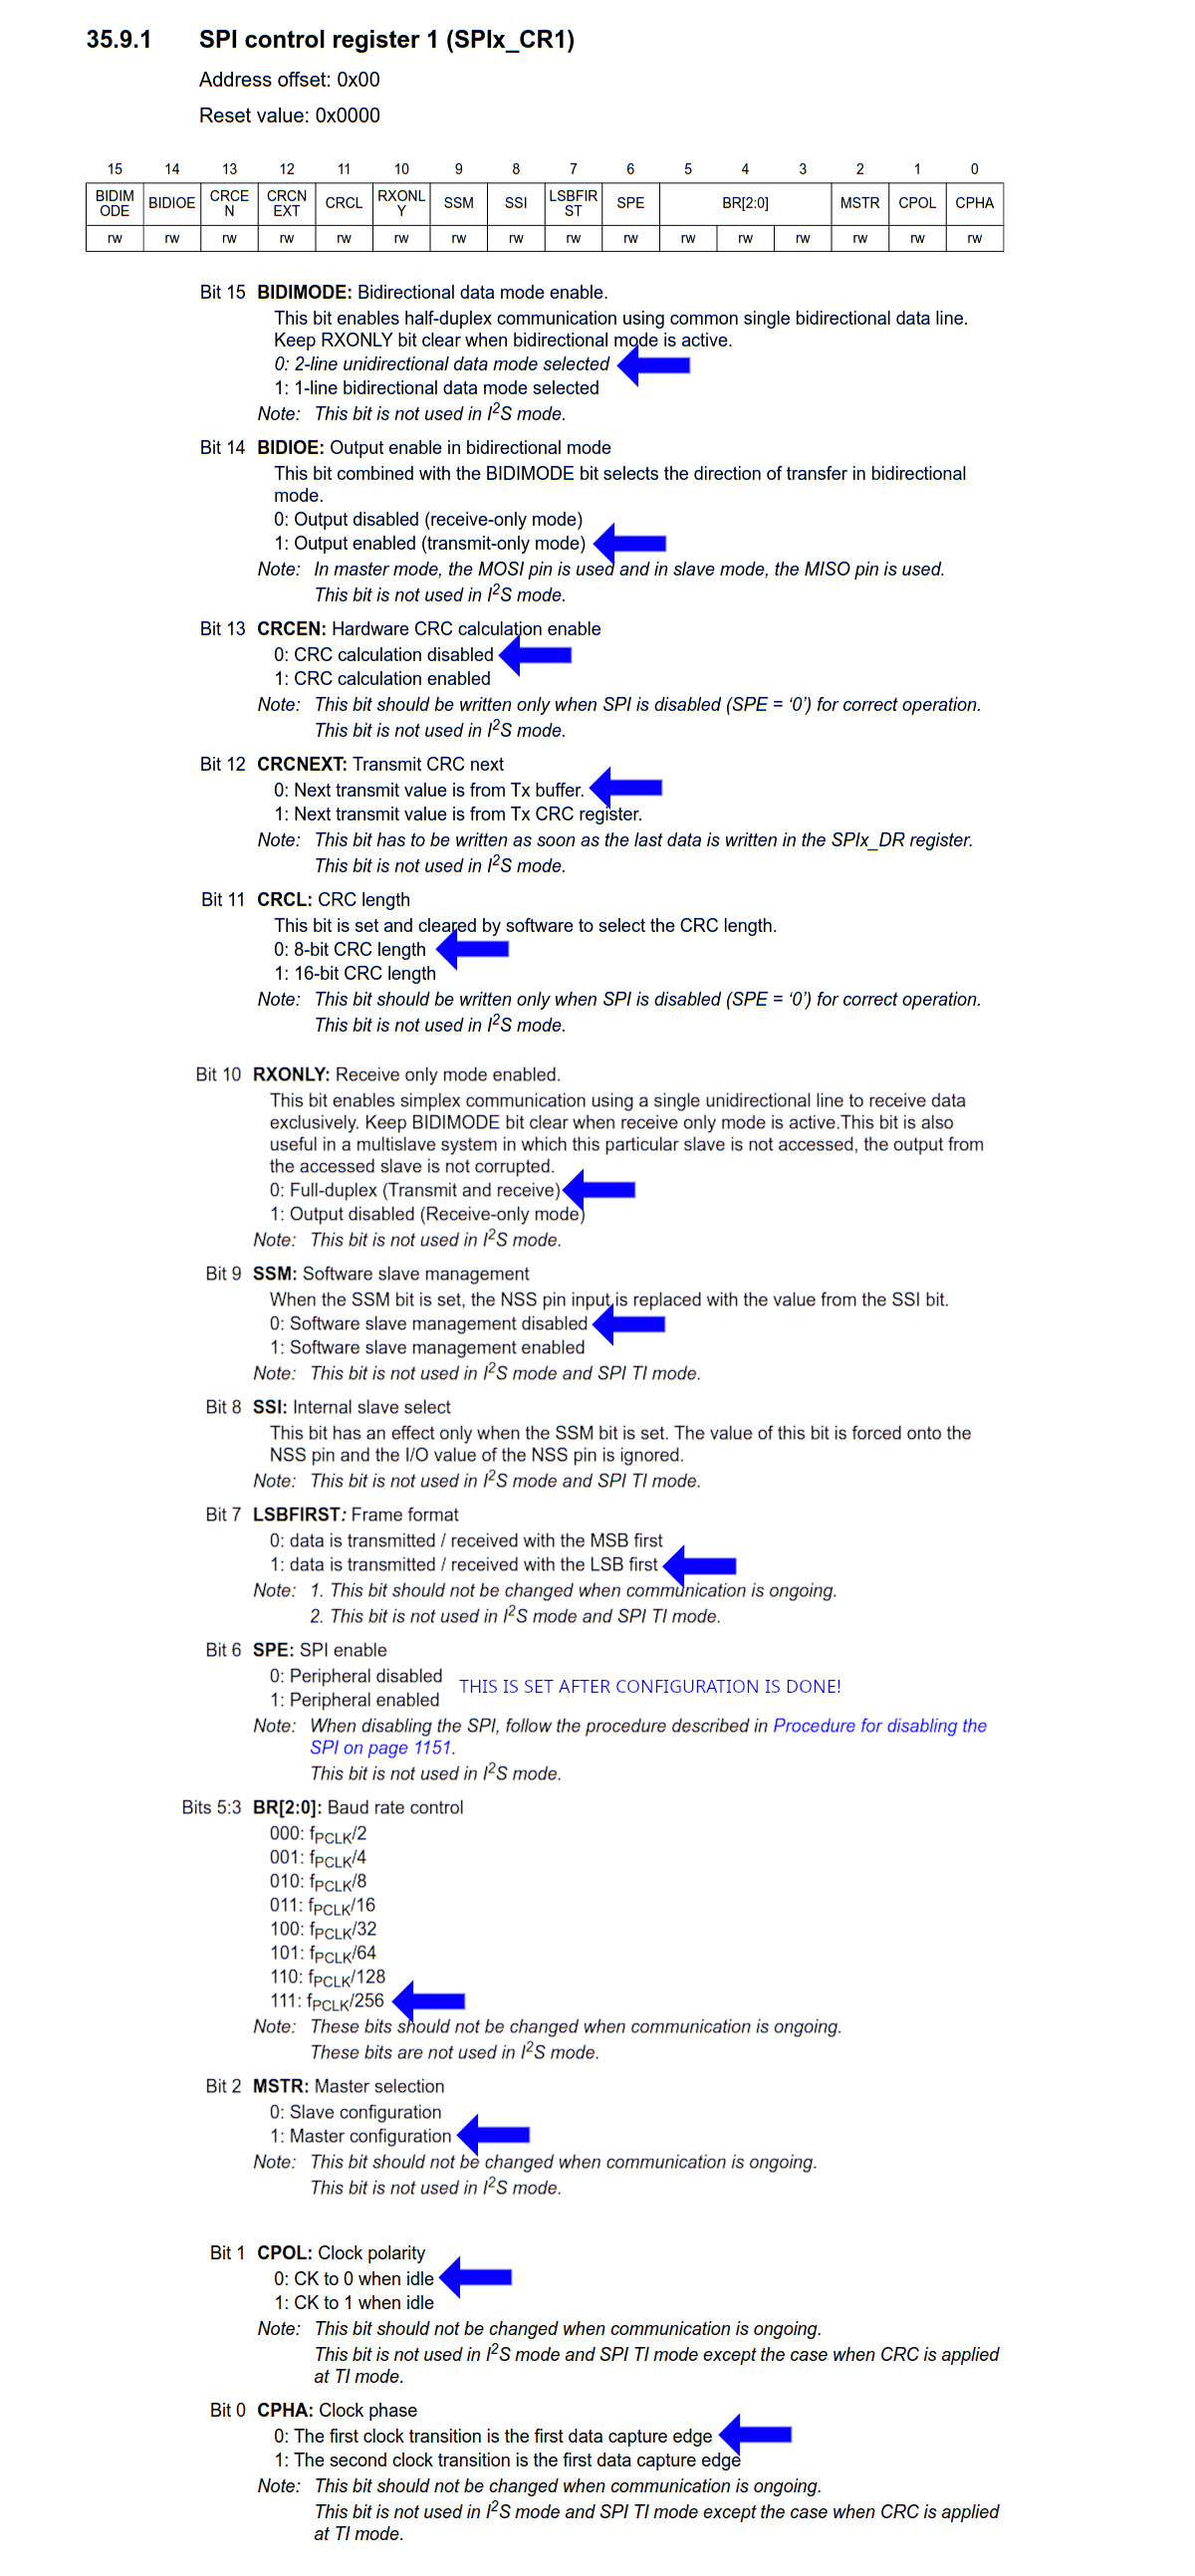 35.9.1 SPI control register 1 (SPIx_CR1)
Address offset: 0x00
Reset value: 0x0000
15 14 13 12 11 10 9 8 7 6 5 4 3 2 1 0
BIDIM ODE BIDIOE CRCE N CRCN EXT CRCL RXONL Y SSM SSI LSBFIR ST SPE BR[2:0] MSTR CPOL CPHA
rw rw rw rw rw rw rw rw rw rw rw rw rw rw rw rw
Bit 15 BIDIMODE: Bidirectional data mode enable.
This bit enables half-duplex communication using common single bidirectional data line.
Keep RXONLY bit clear when bidirectional mode is active.
0: 2-line unidirectional data mode selected
1: 1-line bidirectional data mode selected
Note: This bit is not used in I²S mode.
Bit 14 BIDIOE: Output enable in bidirectional mode
This bit combined with the BIDIMODE bit selects the direction of transfer in bidirectional
mode.
0: Output disabled (receive-only mode)
1: Output enabled (transmit-only mode)
Note: In master mode, the MOSI pin is used and in slave mode, the MISO pin is used.
This bit is not used in I²S mode.
Bit 13 CRCEN: Hardware CRC calculation enable
0: CRC calculation disabled
1: CRC calculation enabled
Note: This bit should be written only when SPI is disabled (SPE = ‘0’) for correct operation.
This bit is not used in I²S mode.
Bit 12 CRCNEXT: Transmit CRC next
0: Next transmit value is from Tx buffer.
1: Next transmit value is from Tx CRC register.
Note: This bit has to be written as soon as the last data is written in the SPIx_DR register.
This bit is not used in I²S mode.
Bit 11 CRCL: CRC length
This bit is set and cleared by software to select the CRC length.
0: 8-bit CRC length
1: 16-bit CRC length
Note: This bit should be written only when SPI is disabled (SPE = ‘0’) for correct operation.
This bit is not used in I²S mode.
Bit 10 RXONLY: Receive only mode enabled.
This bit enables simplex communication using a single unidirectional line to receive data
exclusively. Keep BIDIMODE bit clear when receive only mode is active.This bit is also
useful in a multislave system in which this particular slave is not accessed, the output from
the accessed slave is not corrupted.
0: Full-duplex (Transmit and receive)
1: Output disabled (Receive-only mode)
Note: This bit is not used in I²S mode.
Bit 9 SSM: Software slave management
When the SSM bit is set, the NSS pin input is replaced with the value from the SSI bit.
0: Software slave management disabled
1: Software slave management enabled
Note: This bit is not used in I²S mode and SPI TI mode.
Bit 8 SSI: Internal slave select
This bit has an effect only when the SSM bit is set. The value of this bit is forced onto the
NSS pin and the I/O value of the NSS pin is ignored.
Note: This bit is not used in I²S mode and SPI TI mode.
Bit 7 LSBFIRST: Frame format
0: data is transmitted / received with the MSB first
1: data is transmitted / received with the LSB first
Note: 1. This bit should not be changed when communication is ongoing.
2. This bit is not used in I²S mode and SPI TI mode.
Bit 6 SPE: SPI enable
0: Peripheral disabled
THIS IS SET AFTER CONFIGURATION IS DONE!
1: Peripheral enabled
Note: When disabling the SPI, follow the procedure described in Procedure for disabling the
SPI on page 1151.
This bit is not used in I²S mode.
Bits 5:3 BR[2:0]: Baud rate control
000: fPCLK/2
001: fPCLK/4
010: fPCLK/8
011: fPCLK/16
100: fPCLK/32
101: fPCLK/64
110: fPCLK/128
111: fPCLK/256
Note: These bits should not be changed when communication is ongoing.
These bits are not used in I²S mode.
Bit 2 MSTR: Master selection
0: Slave configuration
1: Master configuration
Note: This bit should not be changed when communication is ongoing.
This bit is not used in I²S mode.
Bit 1 CPOL: Clock polarity
0: CK to 0 when idle
1: CK to 1 when idle
Note: This bit should not be changed when communication is ongoing.
This bit is not used in I²S mode and SPI TI mode except the case when CRC is applied
at TI mode.
Bit 0 CPHA: Clock phase
0: The first clock transition is the first data capture edge
1: The second clock transition is the first data capture edge
Note: This bit should not be changed when communication is ongoing.
This bit is not used in I²S mode and SPI TI mode except the case when CRC is applied
at TI mode.